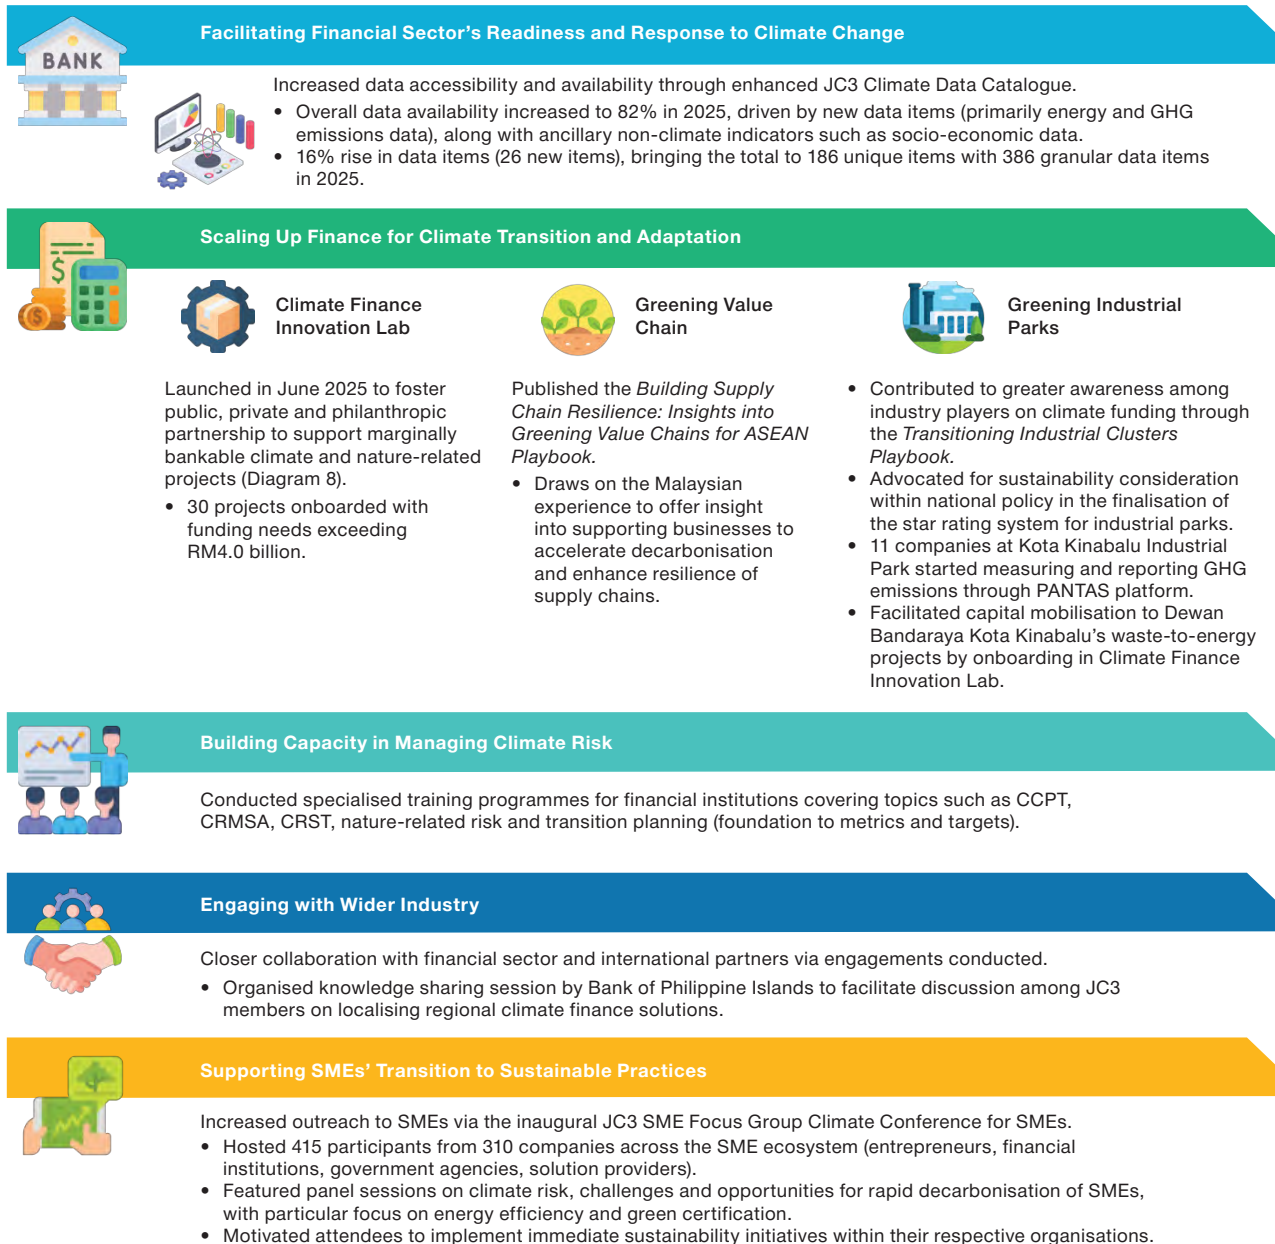 BANK
Facilitating Financial Sector's Readiness and Response to Climate Change
Increased data accessibility and availability through enhanced JC3 Climate Data Catalogue.
• Overall data availability increased to 82% in 2025, driven by new data items (primarily energy and GHG
emissions data), along with ancillary non-climate indicators such as socio-economic data.
• 16% rise in data items (26 new items), bringing the total to 186 unique items with 386 granular data items
in 2025.
Scaling Up Finance for Climate Transition and Adaptation
Climate Finance
Innovation Lab
Launched in June 2025 to foster
public, private and philanthropic
partnership to support marginally
bankable climate and nature-related
projects (Diagram 8).
• 30 projects onboarded with
funding needs exceeding
RM4.0 billion.
Greening Value
Chain
Published the Building Supply
Chain Resilience: Insights into
Greening Value Chains for ASEAN
Playbook.
• Draws on the Malaysian
experience to offer insight
into supporting businesses to
accelerate decarbonisation
and enhance resilience of
supply chains.
Greening Industrial
Parks
• Contributed to greater awareness among
industry players on climate funding through
the Transitioning Industrial Clusters
Playbook.
• Advocated for sustainability consideration
within national policy in the finalisation of
the star rating system for industrial parks.
• 11 companies at Kota Kinabalu Industrial
Park started measuring and reporting GHG
emissions through PANTAS platform.
• Facilitated capital mobilisation to Dewan
Bandaraya Kota Kinabalu's waste-to-energy
projects by onboarding in Climate Finance
Innovation Lab.
Building Capacity in Managing Climate Risk
Conducted specialised training programmes for financial institutions covering topics such as CCPT,
CRMSA, CRST, nature-related risk and transition planning (foundation to metrics and targets).
Engaging with Wider Industry
Closer collaboration with financial sector and international partners via engagements conducted.
• Organised knowledge sharing session by Bank of Philippine Islands to facilitate discussion among JC3
members on localising regional climate finance solutions.
Supporting SMEs' Transition to Sustainable Practices
Increased outreach to SMEs via the inaugural JC3 SME Focus Group Climate Conference for SMEs.
• Hosted 415 participants from 310 companies across the SME ecosystem (entrepreneurs, financial
institutions, government agencies, solution providers).
• Featured panel sessions on climate risk, challenges and opportunities for rapid decarbonisation of SMEs,
with particular focus on energy efficiency and green certification.
• Motivated attendees to implement immediate sustainability initiatives within their respective organisations.